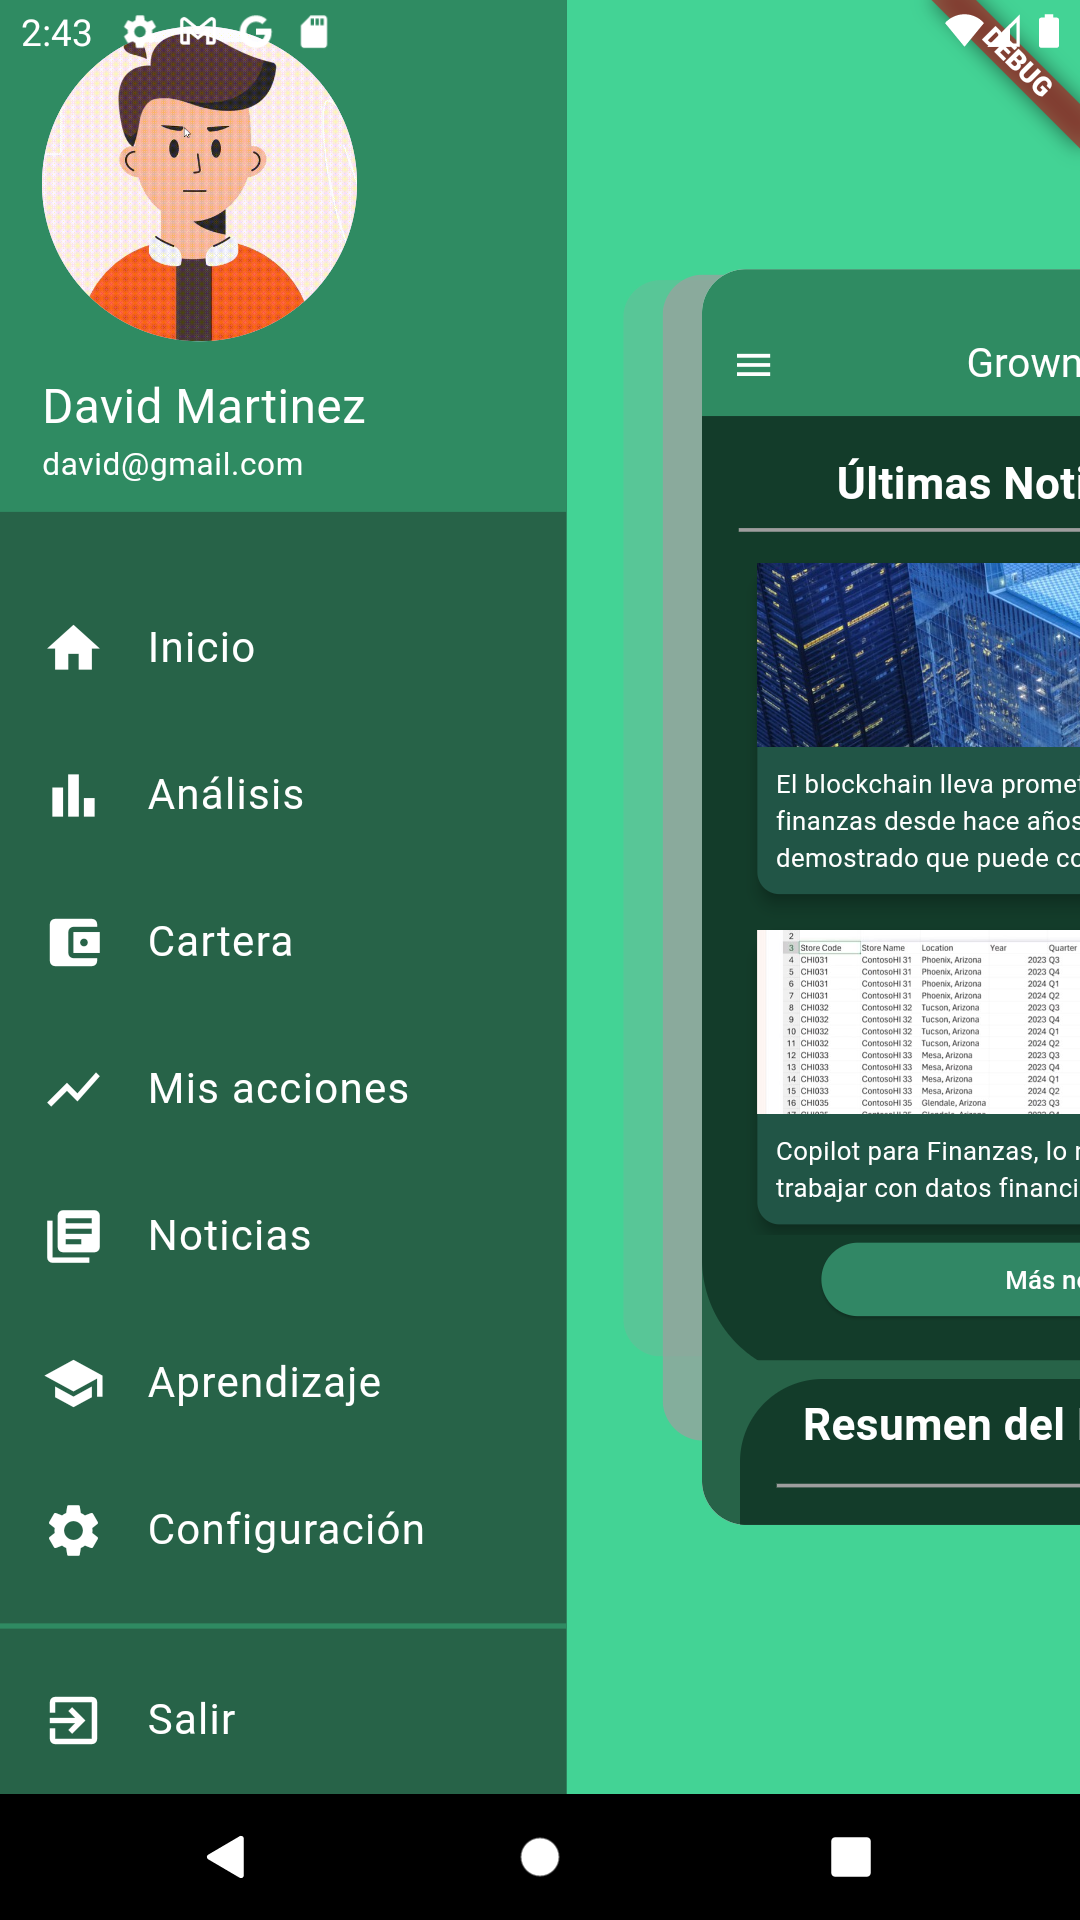 2:43
DEBUG
David Martinez
david@gmail.com
Inicio
Análisis
Cartera
Mis acciones
Noticias
Aprendizaje
Configuración
Salir
Grown
Últimas Noti
El blockchain lleva promet
finanzas desde hace años
demostrado que puede co
2
3 Store Code Store Name Location Year Quarter
4 CHI031 ContosoHI 31 Phoenix, Arizona 2023 Q3
5 CHI031 ContosoHI 31 Phoenix, Arizona 2023 Q4
6 CHI031 ContosoHI 31 Phoenix, Arizona 2024 Q1
7 CHI031 ContosoHI 31 Phoenix, Arizona 2024 Q2
8 CHI032 ContosoHI 32 Tucson, Arizona 2023 Q3
9 CHI032 ContosoHI 32 Tucson, Arizona 2023 Q4
10 CHI032 ContosoHI 32 Tucson, Arizona 2024 Q1
11 CHI032 ContosoHI 32 Tucson, Arizona 2024 Q2
12 CHI033 ContosoHI 33 Mesa, Arizona 2023 Q3
13 CHI033 ContosoHI 33 Mesa, Arizona 2023 Q4
14 CHI033 ContosoHI 33 Mesa, Arizona 2024 Q1
15 CHI033 ContosoHI 33 Mesa, Arizona 2024 Q2
16 CHI035 ContosoHI 35 Glendale, Arizona 2023 Q3
Copilot para Finanzas, lo
trabajar con datos financi
Más no
Resumen del